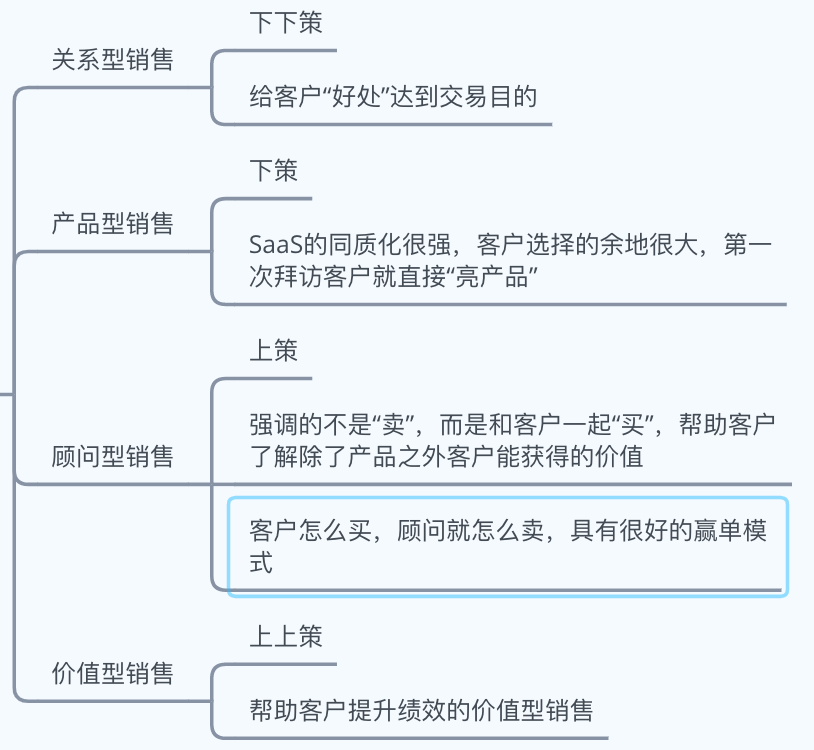 下下策
关系型销售
给客户“好处”达到交易目的
下策
产品型销售
SaaS的同质化很强，客户选择的余地很大，第一
次拜访客户就直接“亮产品”
上策
强调的不是“卖”，而是和客户一起“买”，帮助客户
了解除了产品之外客户能获得的价值
顾问型销售
客户怎么买，顾问就怎么卖，具有很好的赢单模
式
上上策
价值型销售
帮助客户提升绩效的价值型销售